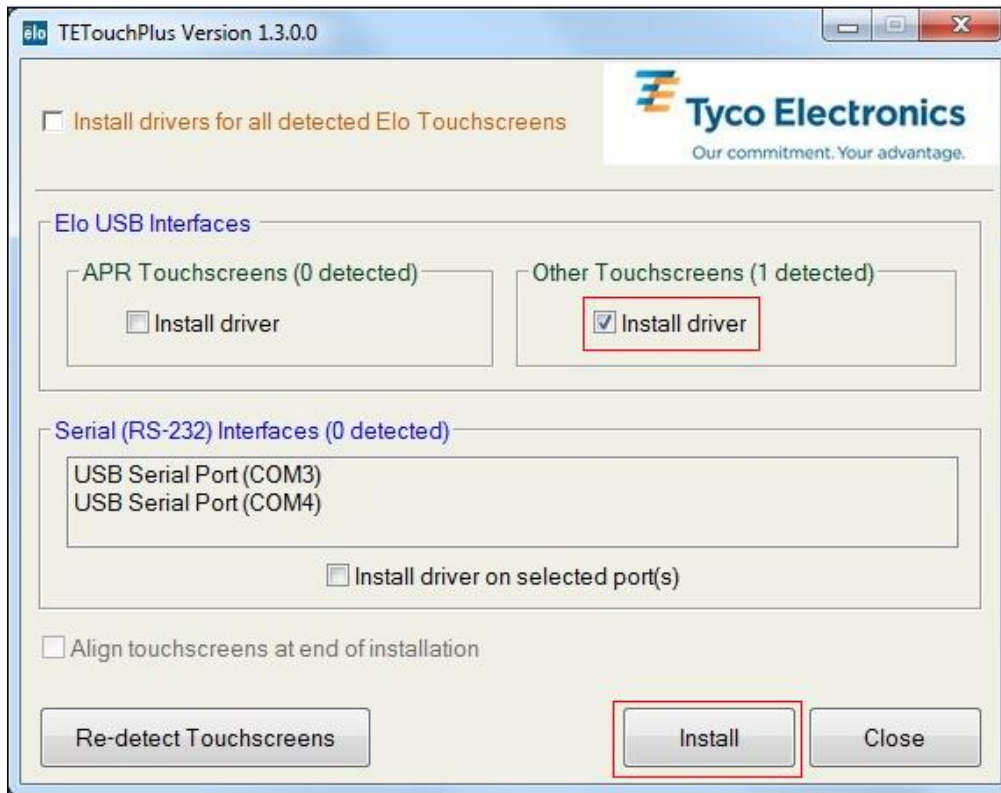 elo TETouchPlus Version 1.3.0.0
Install drivers for all detected Elo Touchscreens
Tyco Electronics
Our commitment. Your advantage.
Elo USB Interfaces
APR Touchscreens (0 detected)
Install driver
Other Touchscreens (1 detected)
Install driver
Serial (RS-232) Interfaces (0 detected)
USB Serial Port (COM3)
USB Serial Port (COM4)
Install driver on selected port(s)
Align touchscreens at end of installation
Re-detect Touchscreens
Install
Close